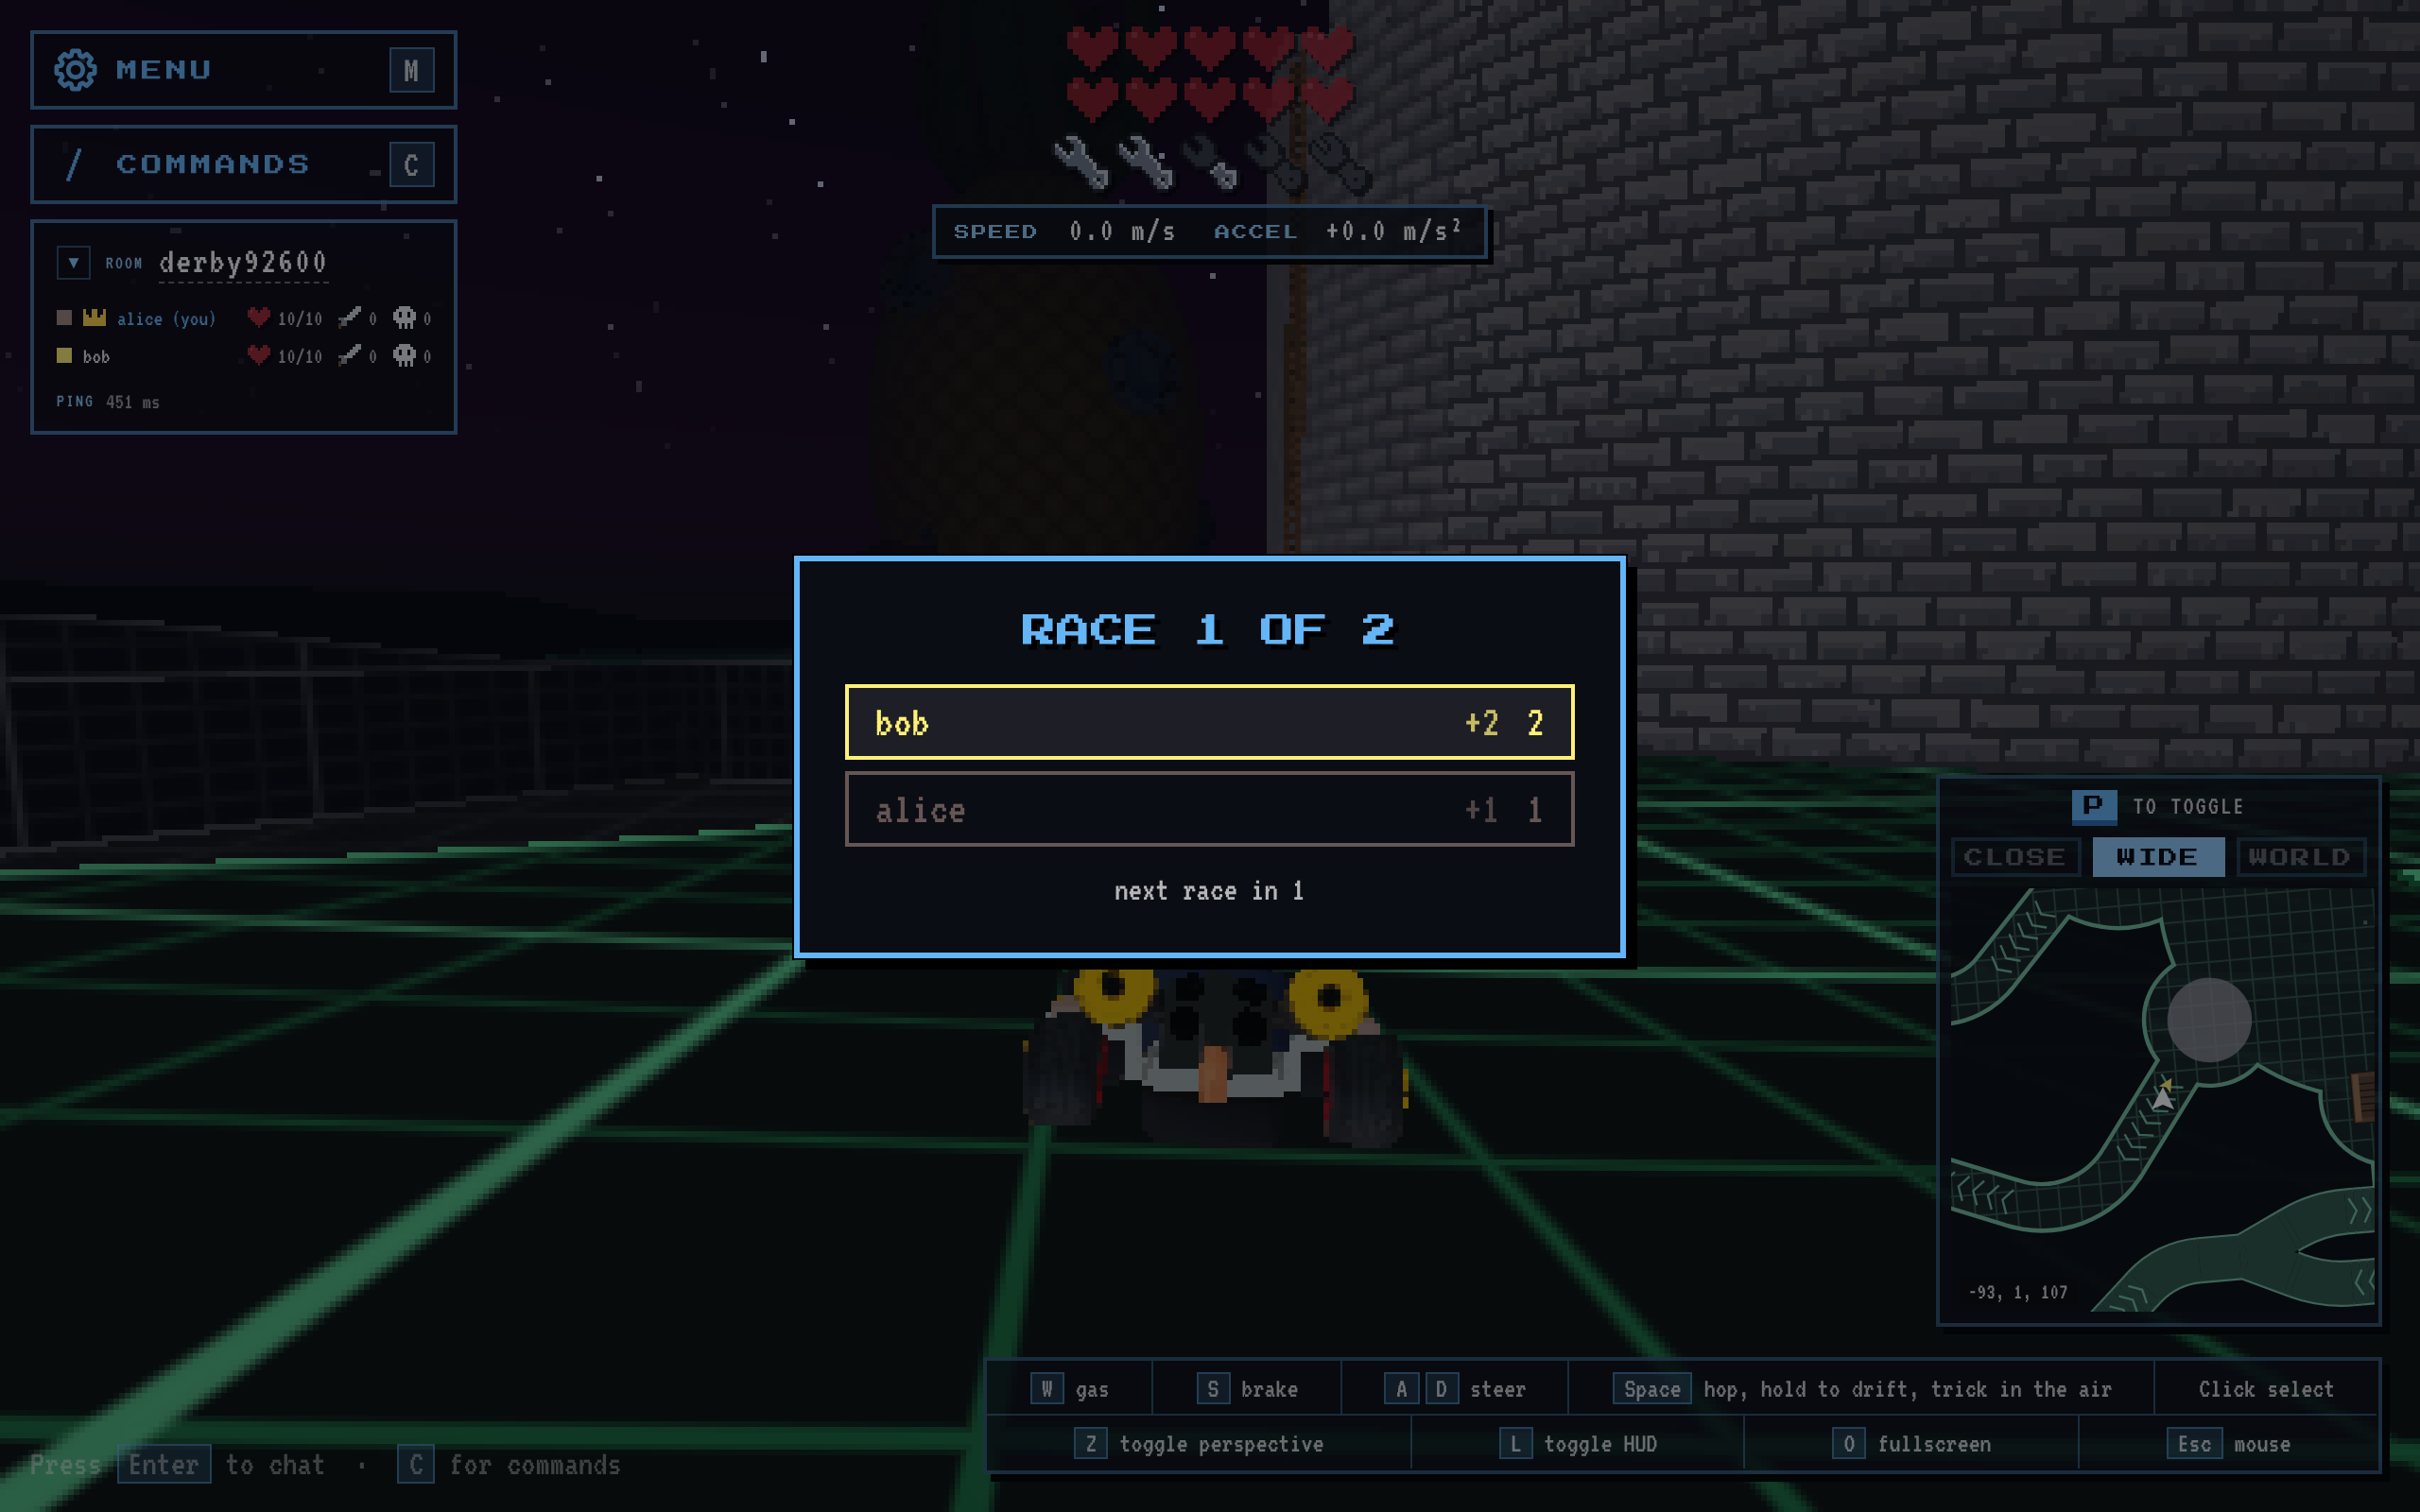 MENU M
/ COMMANDS C
▼ ROOM derby92600
alice (you) 10/10 0 0
bob 10/10 0 0
PING 451 ms
SPEED 0.0 m/s ACCEL +0.0 m/s²
RACE 1 OF 2
bob +2 2
alice +1 1
next race in 1
P TO TOGGLE
CLOSE WIDE WORLD
-93, 1, 107
W gas S brake A D steer Space hop, hold to drift, trick in the air Click select
Z toggle perspective L toggle HUD O fullscreen Esc mouse
Press Enter to chat · C for commands